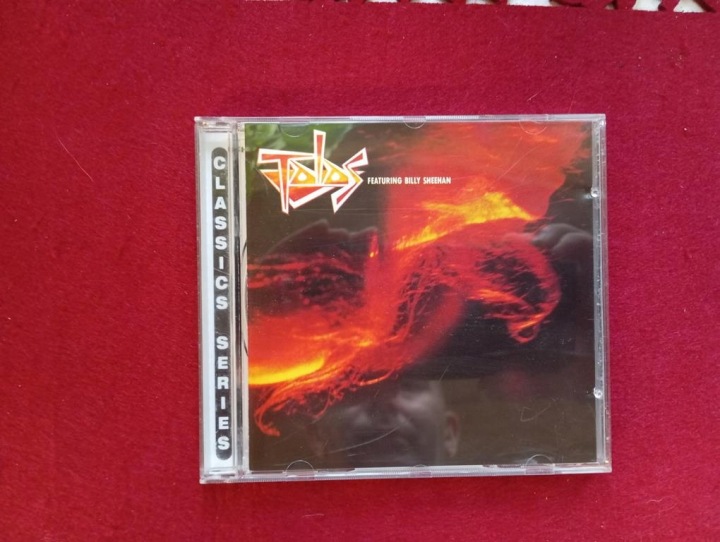 Talas
FEATURING BILLY SHEEHAN
CLASSICS SERIES